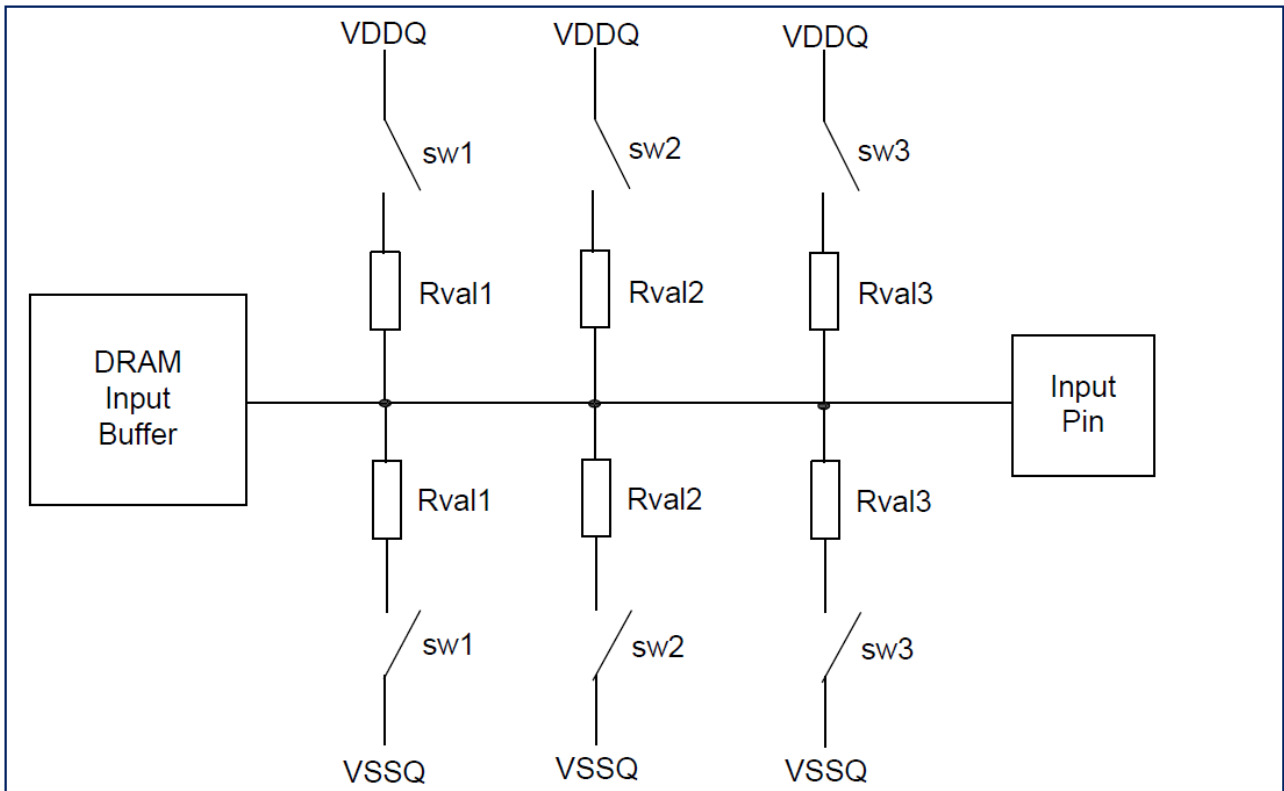 VDDQ VDDQ VDDQ
sw1 sw2 sw3
Rval1 Rval2 Rval3
DRAM
Input
Buffer
Input
Pin
Rval1 Rval2 Rval3
sw1 sw2 sw3
VSSQ VSSQ VSSQ